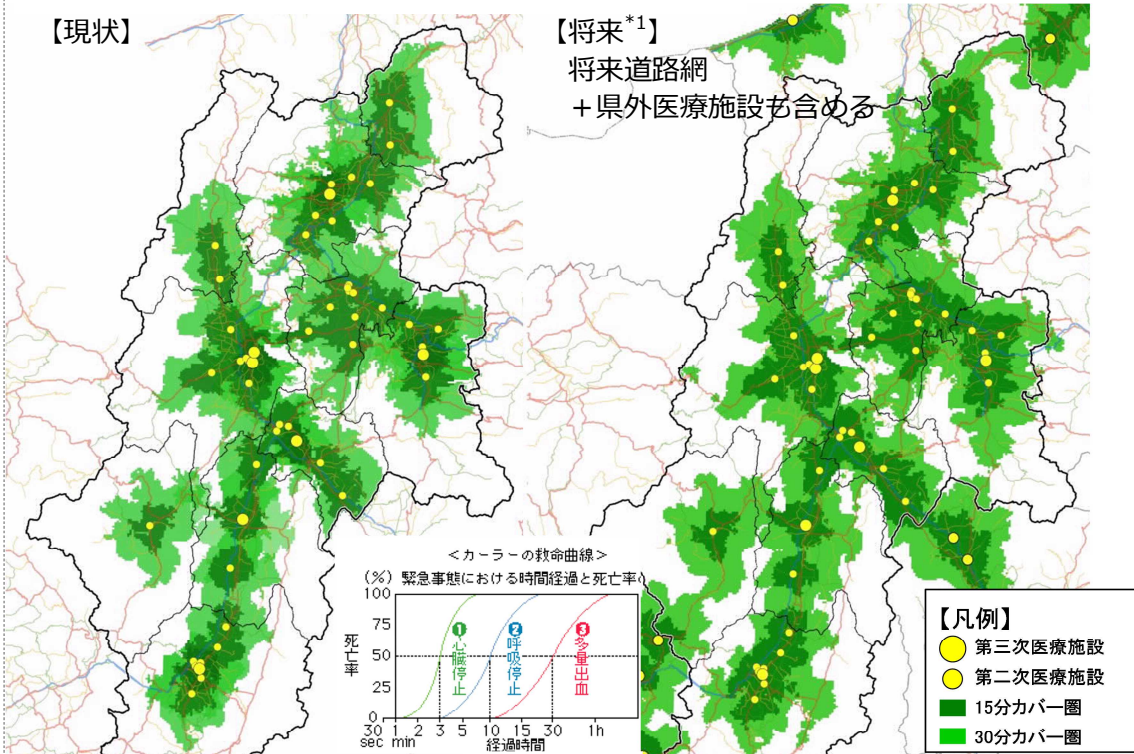 【現状】
【将来*1】
将来道路網
＋県外医療施設も含める
＜カーラーの救命曲線＞
(％) 緊急事態における時間経過と死亡率の
100
75
50
25
0
死亡率
❶心臓停止
❷呼吸停止
❸多量出血
30 1 2 3 5 10 15 30 1h
sec min
経過時間
【凡例】
第三次医療施設
第二次医療施設
15分カバー圏
30分カバー圏